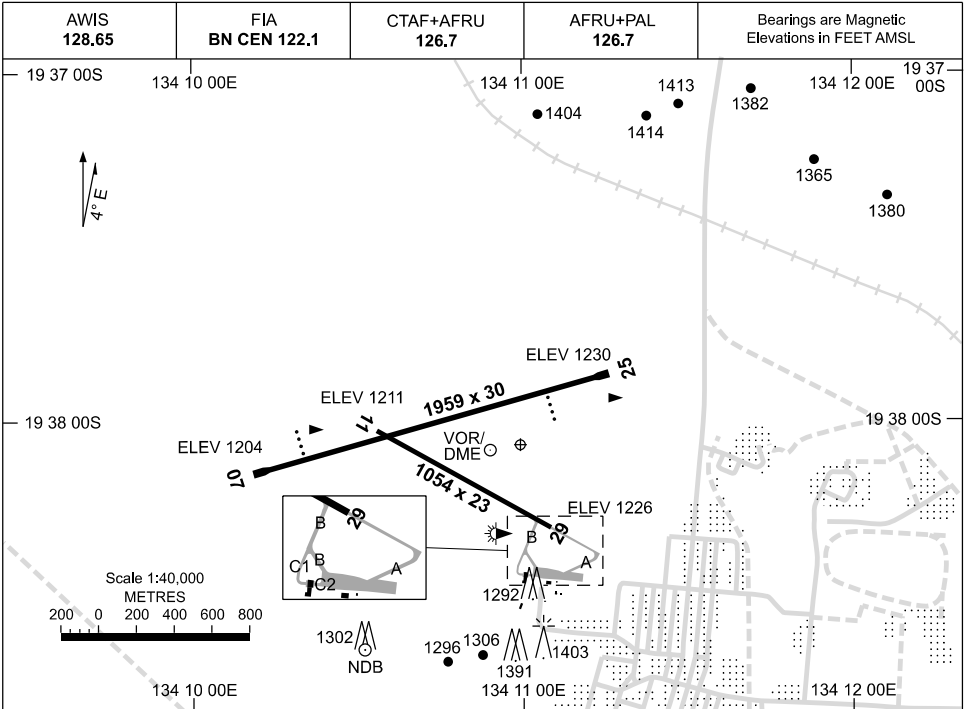 AWIS
128.65
FIA
BN CEN 122.1
CTAF+AFRU
126.7
AFRU+PAL
126.7
Bearings are Magnetic
Elevations in FEET AMSL
19 37 00S
134 10 00E
134 11 00E
134 12 00E
19 37
00S
1404
1414
1413
1382
1365
1380
4° E
ELEV 1230
25
ELEV 1211
11
1959 x 30
19 38 00S
19 38 00S
ELEV 1204
07
VOR/
DME
1054 x 23
ELEV 1226
29
B
A
29
B
B
C1
C2
A
1292
Scale 1:40,000
METRES
200 0 200 400 600 800
1302
NDB
1296
1306
1391
1403
134 10 00E
134 11 00E
134 12 00E